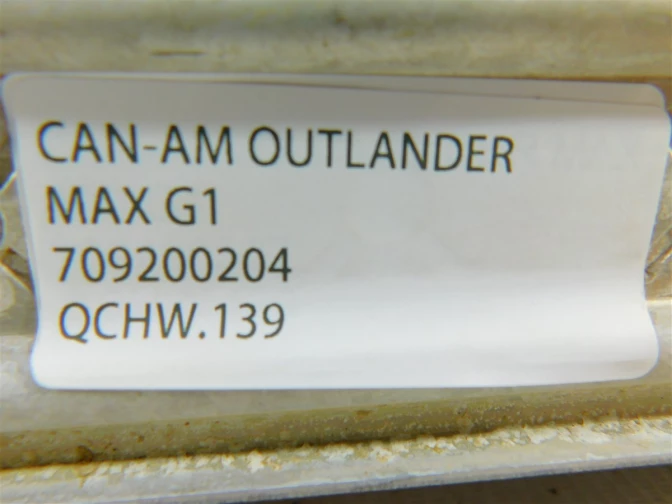 CAN-AM OUTLANDER
MAX G1
709200204
QCHW.139